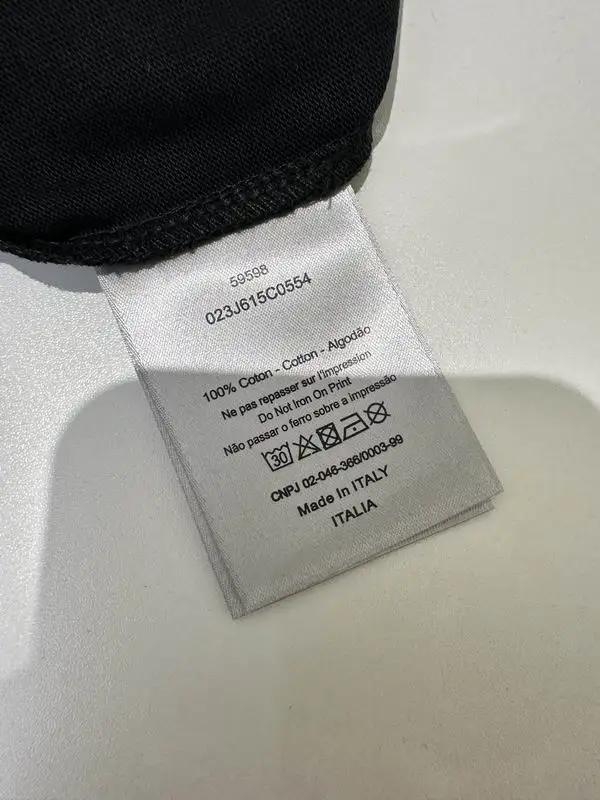 59598
023J615C0554
100% Coton - Cotton - Algodão
Ne pas repasser sur l'impression
Do Not Iron On Print
Não passar o ferro sobre a impressão
30
CNPJ 02-046-366/0003-99
Made In ITALY
ITALIA